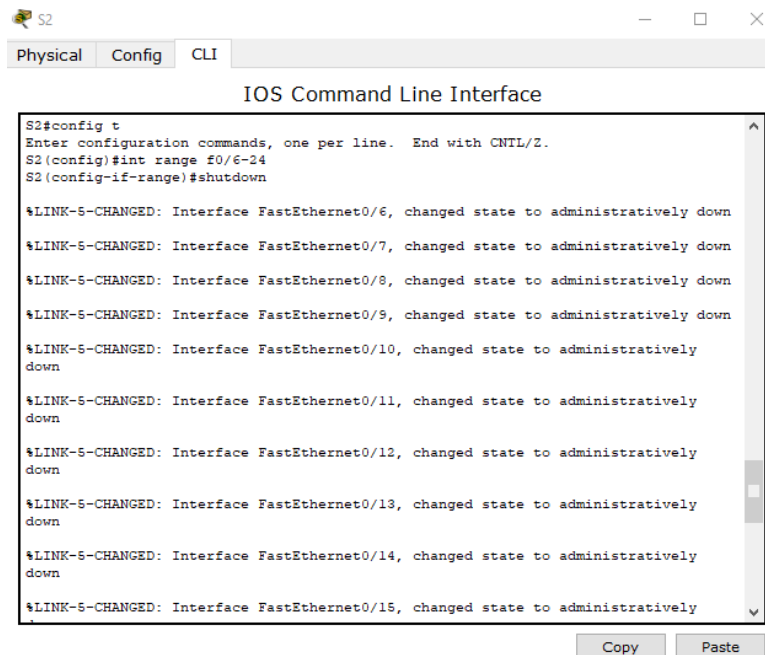 S2
Physical Config CLI
IOS Command Line Interface
S2#config t
Enter configuration commands, one per line.  End with CNTL/Z.
S2(config)#int range f0/6-24
S2(config-if-range)#shutdown
%LINK-5-CHANGED: Interface FastEthernet0/6, changed state to administratively down
%LINK-5-CHANGED: Interface FastEthernet0/7, changed state to administratively down
%LINK-5-CHANGED: Interface FastEthernet0/8, changed state to administratively down
%LINK-5-CHANGED: Interface FastEthernet0/9, changed state to administratively down
%LINK-5-CHANGED: Interface FastEthernet0/10, changed state to administratively
down
%LINK-5-CHANGED: Interface FastEthernet0/11, changed state to administratively
down
%LINK-5-CHANGED: Interface FastEthernet0/12, changed state to administratively
down
%LINK-5-CHANGED: Interface FastEthernet0/13, changed state to administratively
down
%LINK-5-CHANGED: Interface FastEthernet0/14, changed state to administratively
down
%LINK-5-CHANGED: Interface FastEthernet0/15, changed state to administratively
Copy Paste